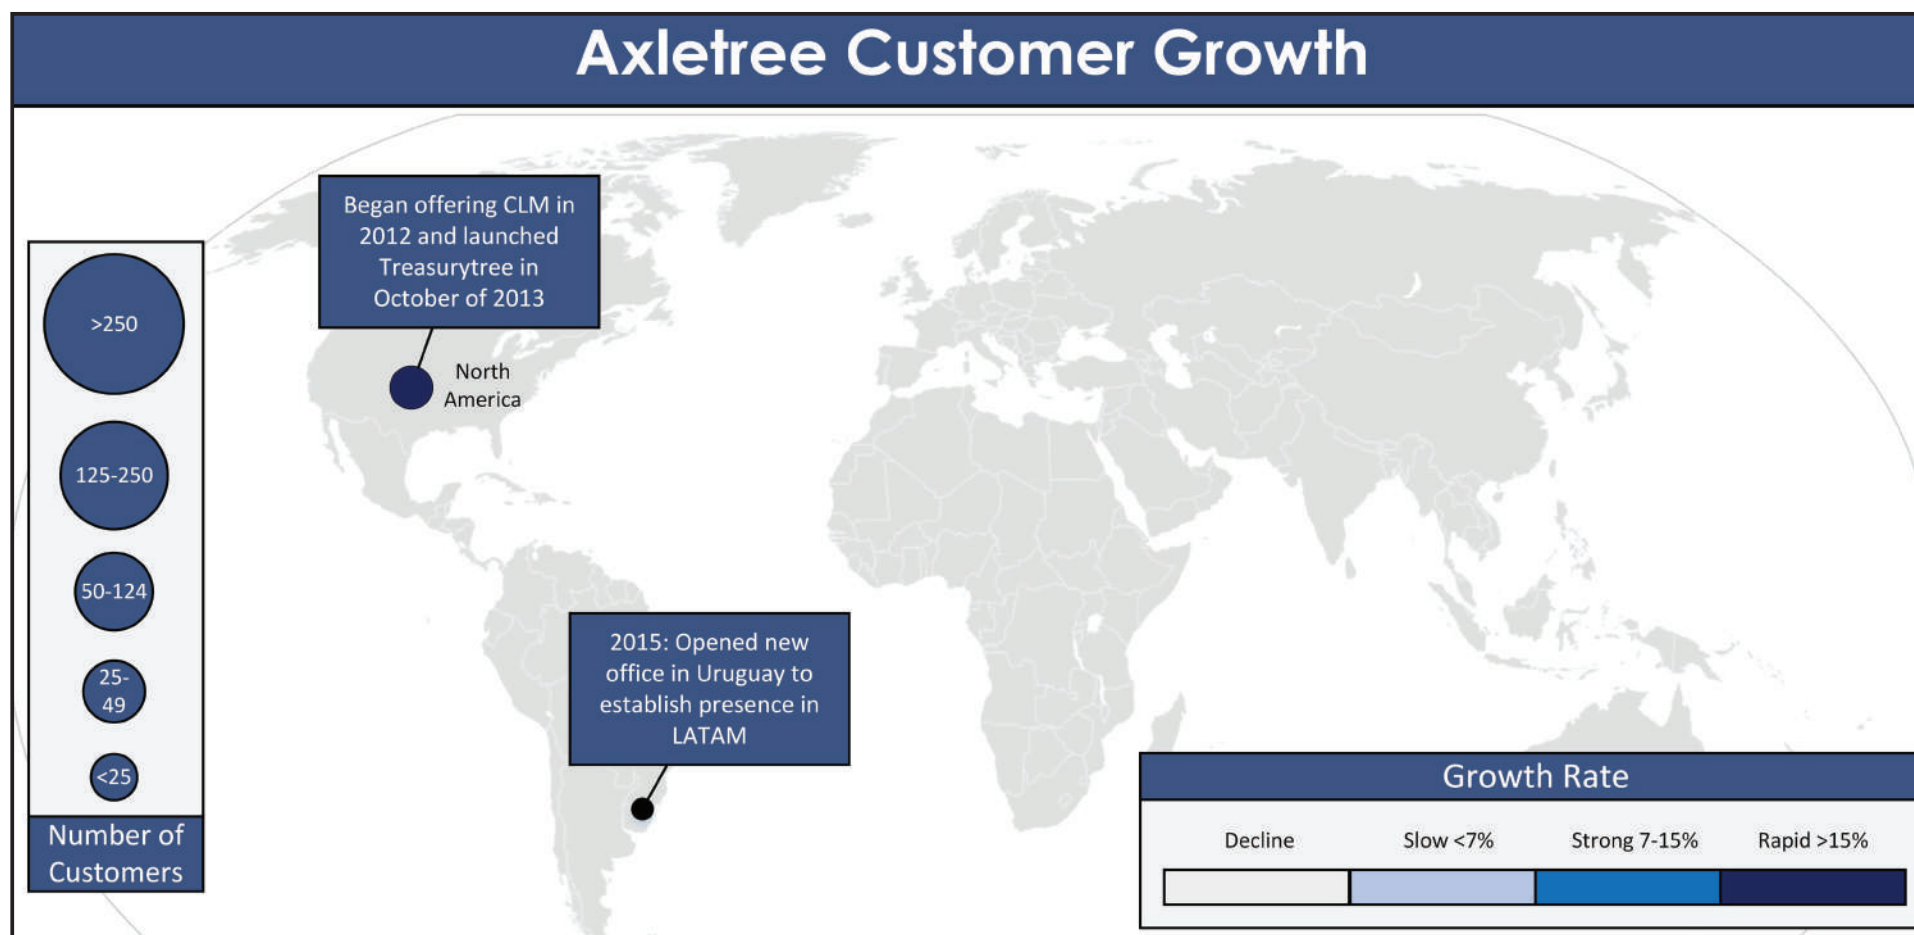 Axletree Customer Growth
Began offering CLM in
2012 and launched
Treasurytree in
October of 2013
North
America
>250
125-250
50-124
25-
49
<25
Number of
Customers
2015: Opened new
office in Uruguay to
establish presence in
LATAM
Growth Rate
Decline
Slow <7%
Strong 7-15%
Rapid >15%